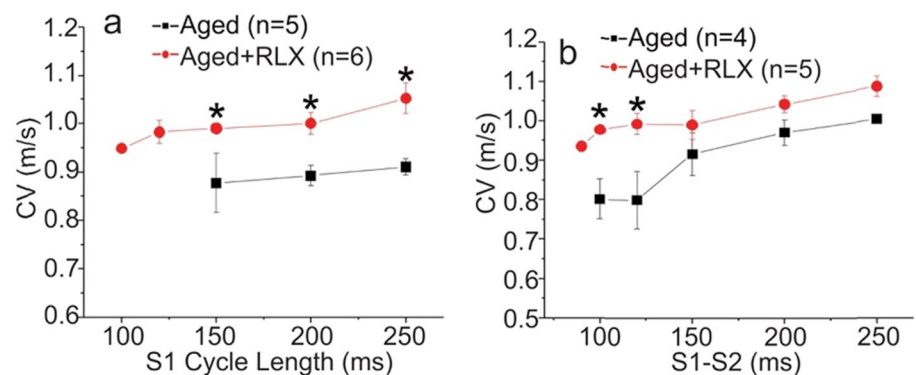 a
Aged (n=5)
Aged+RLX (n=6)
* * *
CV (m/s)
1.2
1.1
1.0
0.9
0.8
0.7
0.6
100 150 200 250
S1 Cycle Length (ms)
b
Aged (n=4)
Aged+RLX (n=5)
* *
CV (m/s)
1.2
1.1
1.0
0.9
0.8
0.7
0.6
0.5
100 150 200 250
S1-S2 (ms)